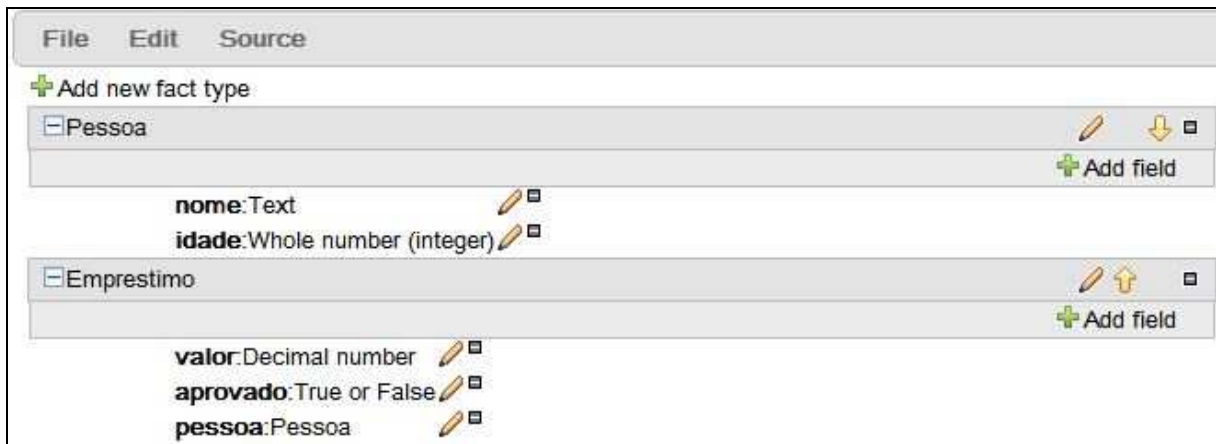 File Edit Source
Add new fact type
Pessoa
Add field
nome:Text
idade:Whole number (integer)
Emprestimo
Add field
valor:Decimal number
aprovado:True or False
pessoa:Pessoa